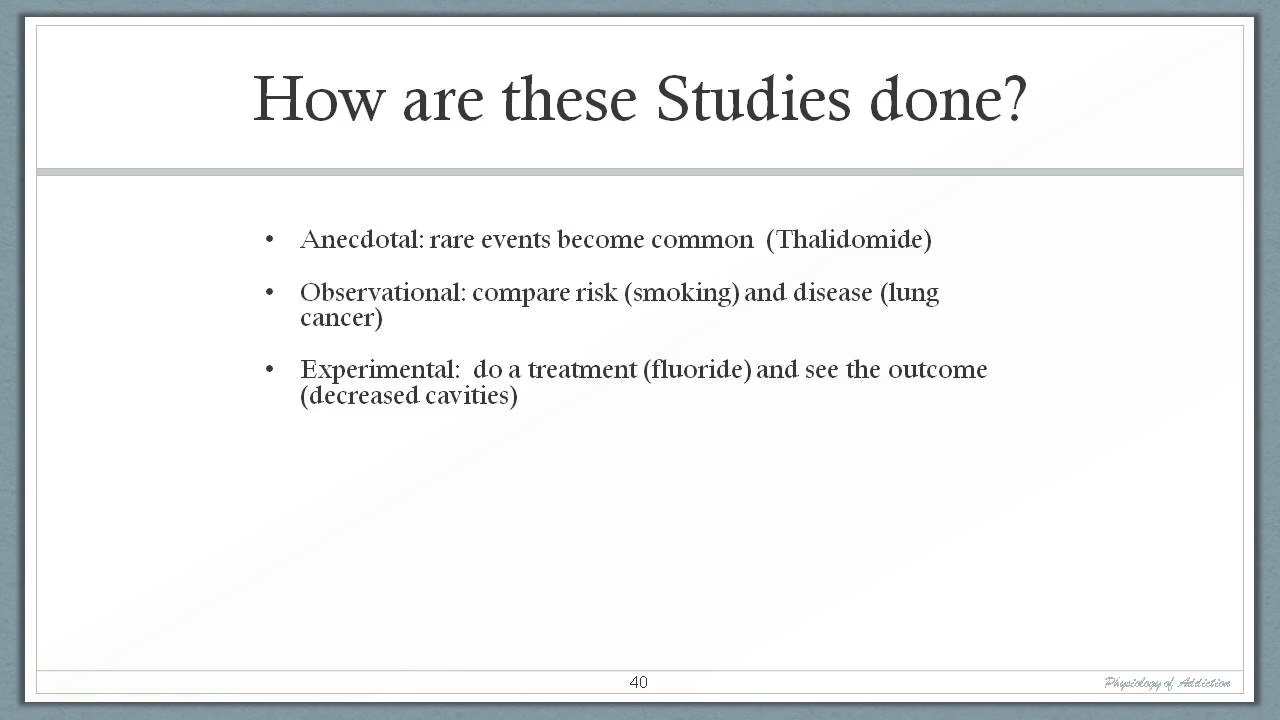 How are these Studies done?
• Anecdotal: rare events become common  (Thalidomide)
• Observational: compare risk (smoking) and disease (lung
cancer)
• Experimental:  do a treatment (fluoride) and see the outcome
(decreased cavities)
40
Physiology of Addiction